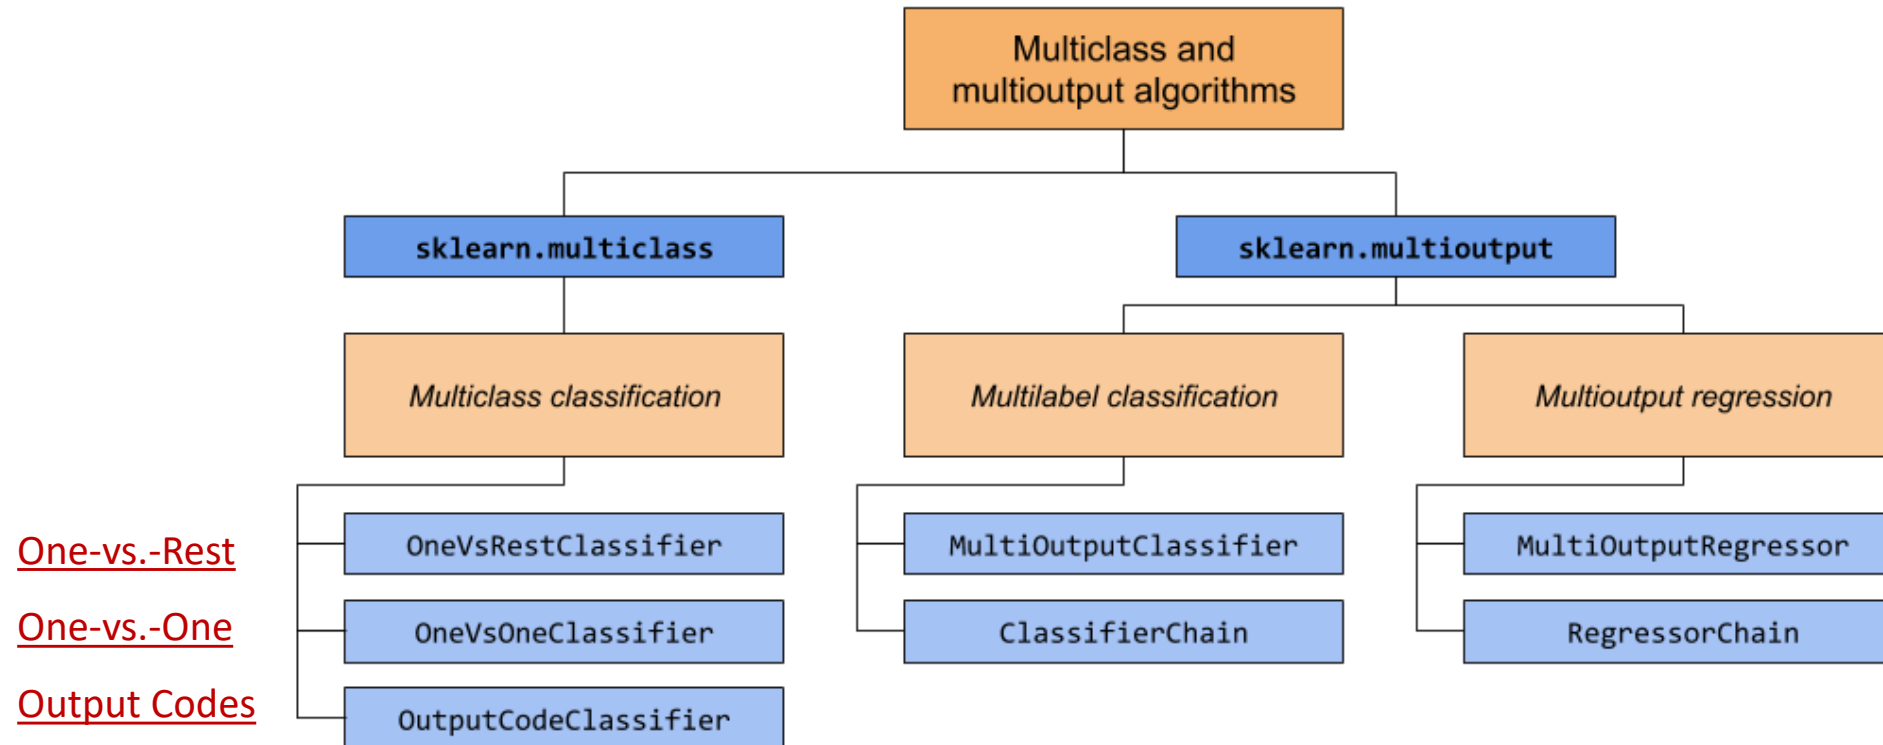 Multiclass and
multioutput algorithms
sklearn.multiclass
sklearn.multioutput
Multiclass classification
Multilabel classification
Multioutput regression
One-vs.-Rest
OneVsRestClassifier
MultiOutputClassifier
MultiOutputRegressor
One-vs.-One
OneVsOneClassifier
ClassifierChain
RegressorChain
Output Codes
OutputCodeClassifier